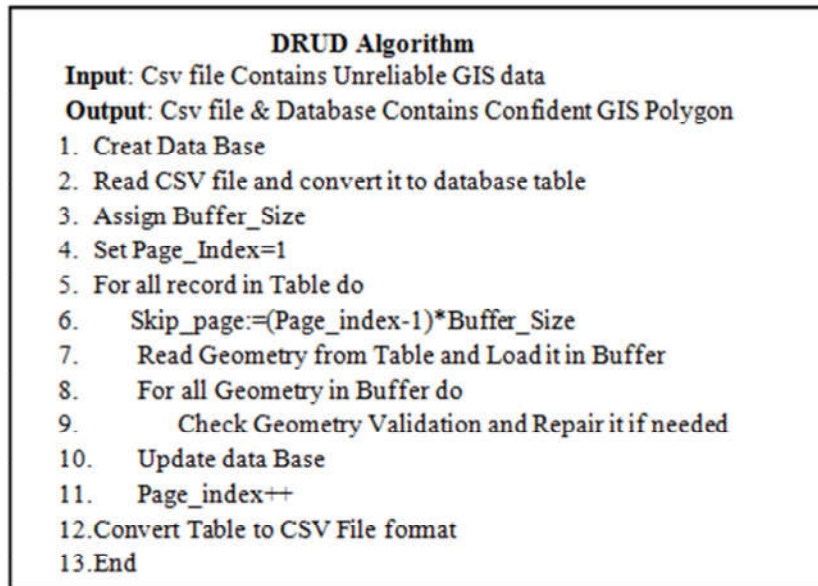 DRUD Algorithm
Input: Csv file Contains Unreliable GIS data
Output: Csv file & Database Contains Confident GIS Polygon
1. Creat Data Base
2. Read CSV file and convert it to database table
3. Assign Buffer_Size
4. Set Page_Index=1
5. For all record in Table do
6. Skip_page:=(Page_index-1)*Buffer_Size
7. Read Geometry from Table and Load it in Buffer
8. For all Geometry in Buffer do
9. Check Geometry Validation and Repair it if needed
10. Update data Base
11. Page_index++
12.Convert Table to CSV File format
13.End